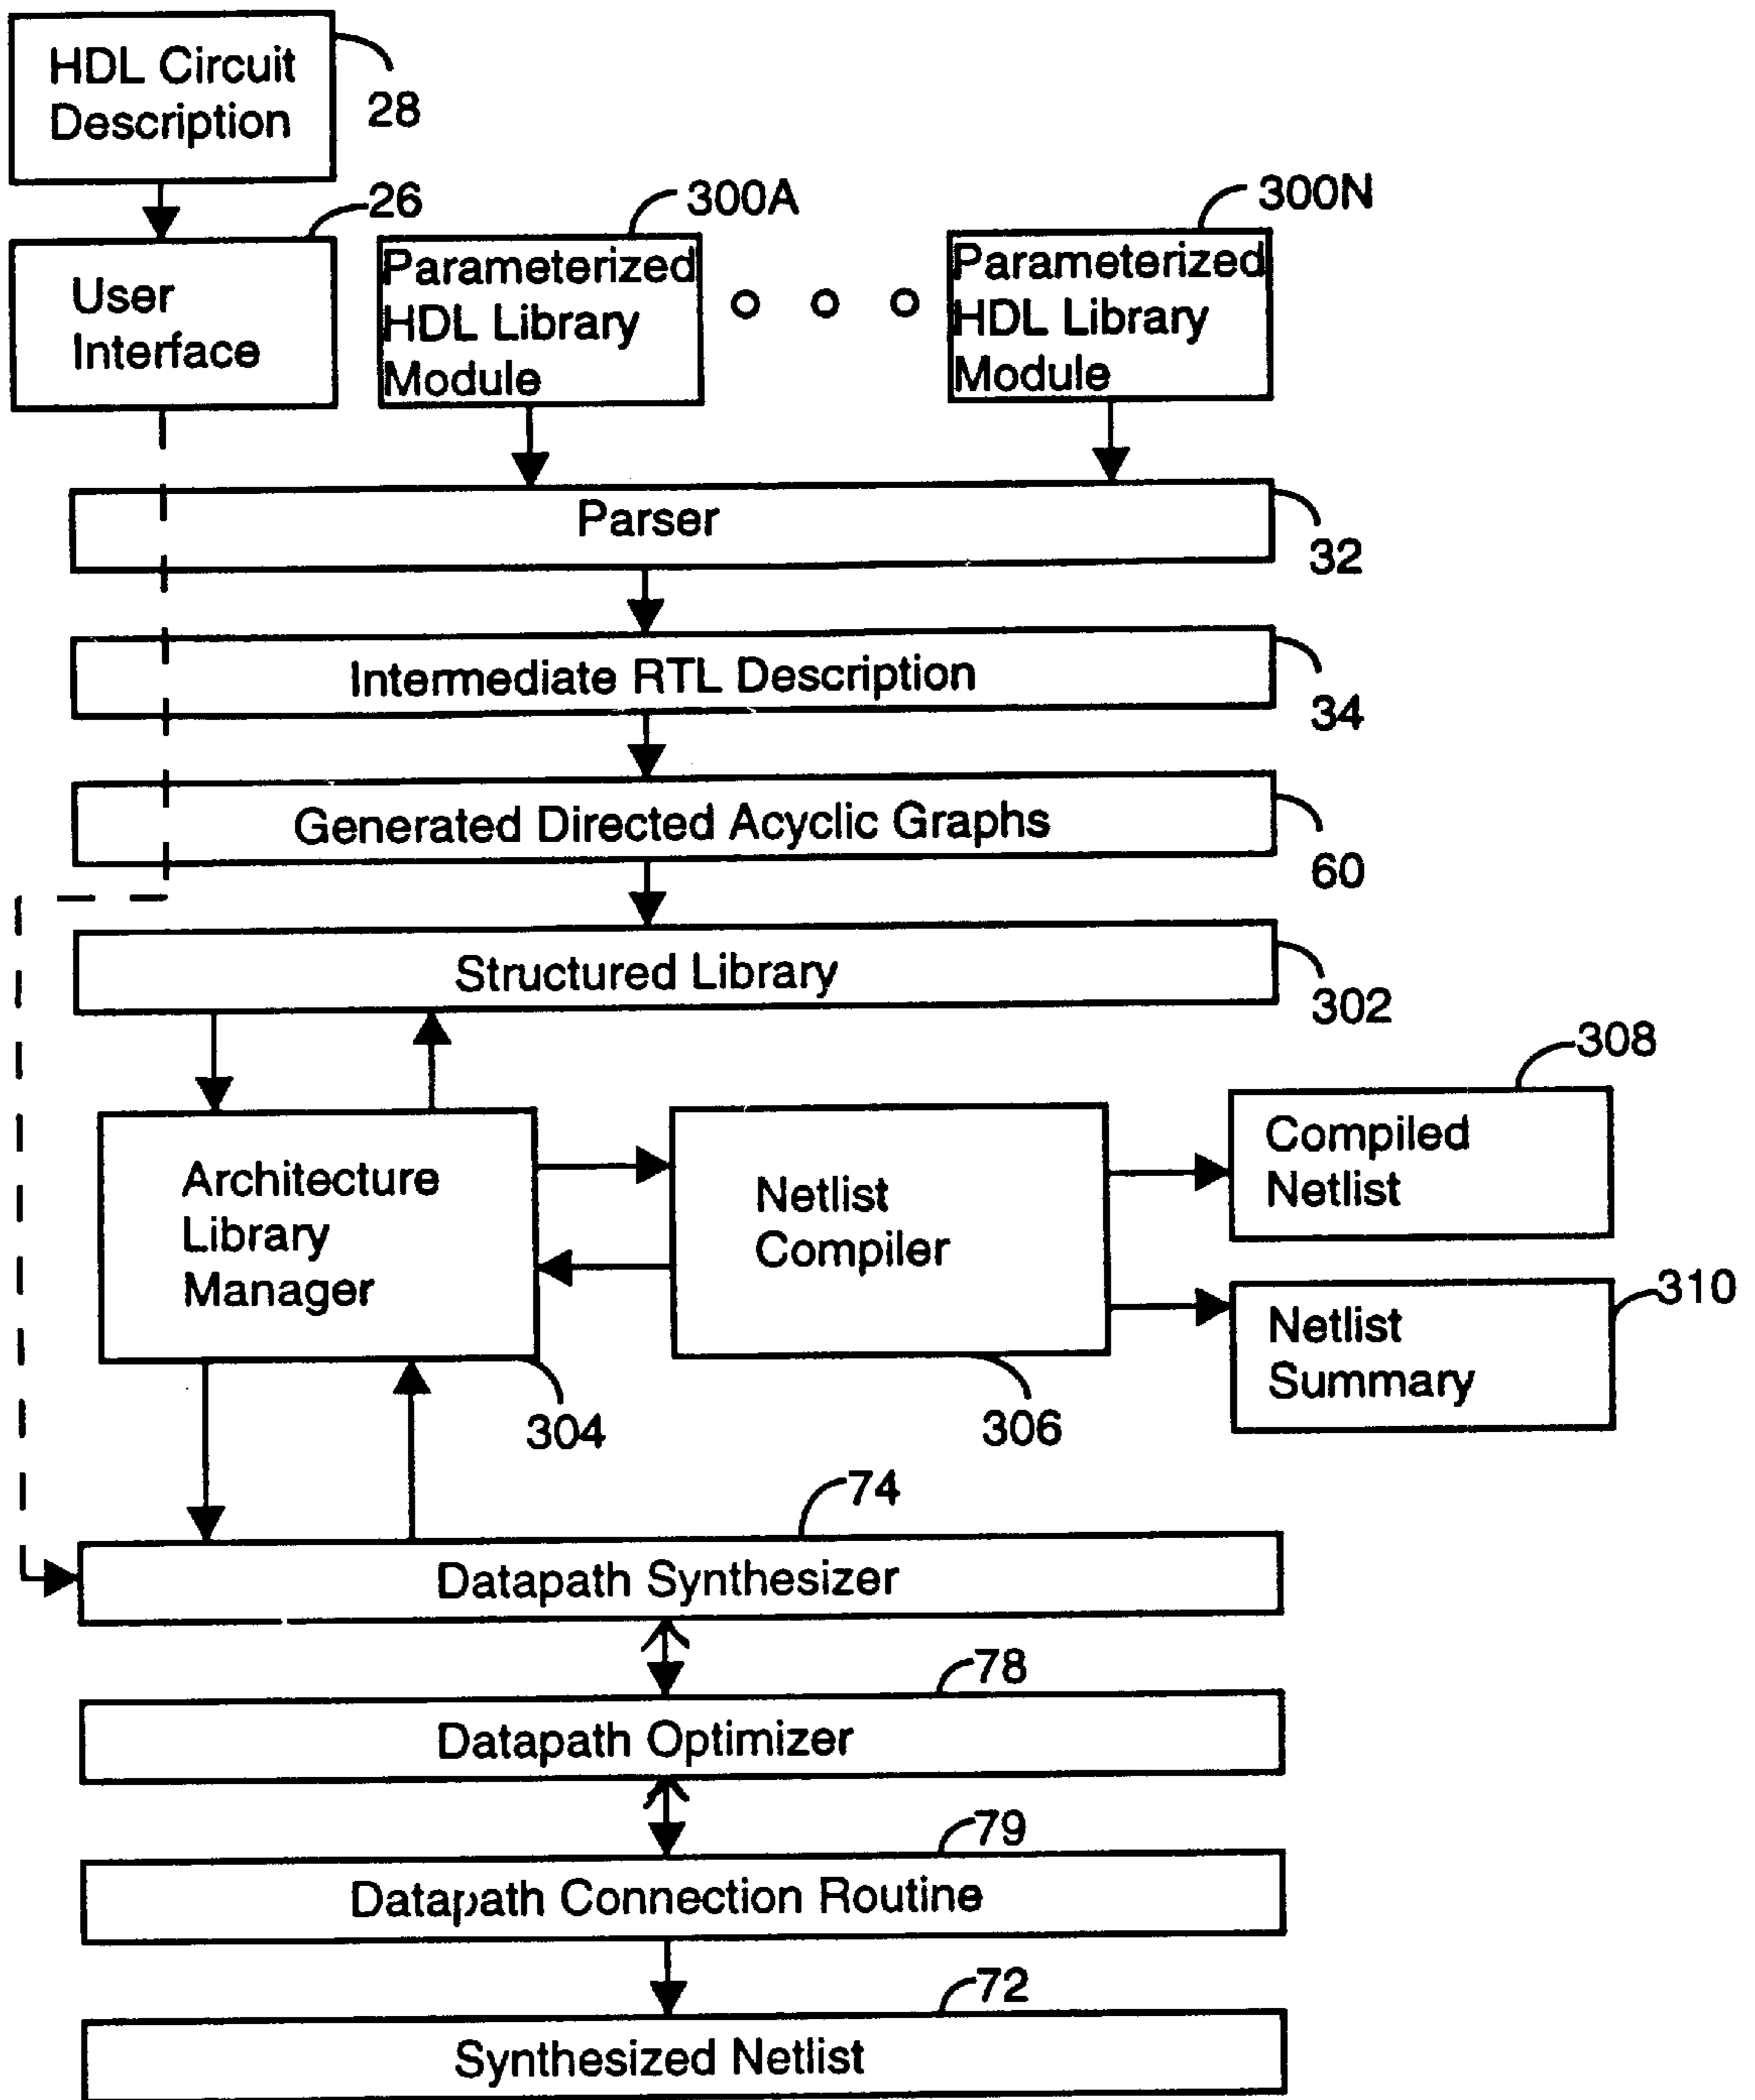 HDL Circuit
Description
28
26
300A
300N
User
Interface
Parameterized
HDL Library
Module
Parameterized
HDL Library
Module
Parser
32
Intermediate RTL Description
34
Generated Directed Acyclic Graphs
60
Structured Library
302
308
Architecture
Library
Manager
Netlist
Compiler
Compiled
Netlist
310
Netlist
Summary
304
306
74
Datapath Synthesizer
78
Datapath Optimizer
79
Datapath Connection Routine
72
Synthesized Netlist